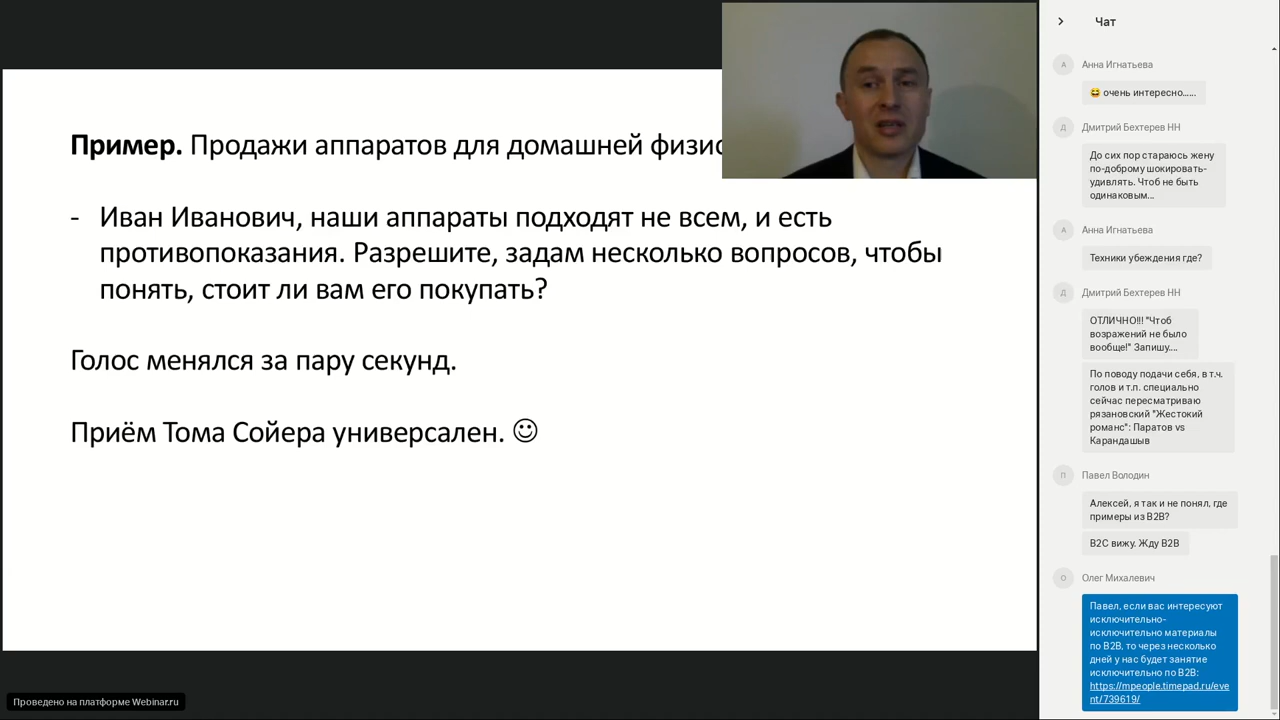 Пример. Продажи аппаратов для домашней физио
- Иван Иванович, наши аппараты подходят не всем, и есть
противопоказания. Разрешите, задам несколько вопросов, чтобы
понять, стоит ли вам его покупать?
Голос менялся за пару секунд.
Приём Тома Сойера универсален. ☺
Проведено на платформе Webinar.ru
Чат
А
Анна Игнатьева
😄 очень интересно......
Д
Дмитрий Бехтерев НН
До сих пор стараюсь жену
по-доброму шокировать-
удивлять. Чтоб не быть
одинаковым...
А
Анна Игнатьева
Техники убеждения где?
Д
Дмитрий Бехтерев НН
ОТЛИЧНО!!! "Чтоб
возражений не было
вообще!" Запишу....
По поводу подачи себя, в т.ч.
голов и т.п. специально
сейчас пересматриваю
рязановский "Жестокий
романс": Паратов vs
Карандашыв
П
Павел Володин
Алексей, я так и не понял, где
примеры из В2В?
В2С вижу. Жду В2В
О
Олег Михалевич
Павел, если вас интересуют
исключительно-
исключительно материалы
по В2В, то через несколько
дней у нас будет занятие
исключительно по В2В:
https://mpeople.timepad.ru/eve
nt/739619/